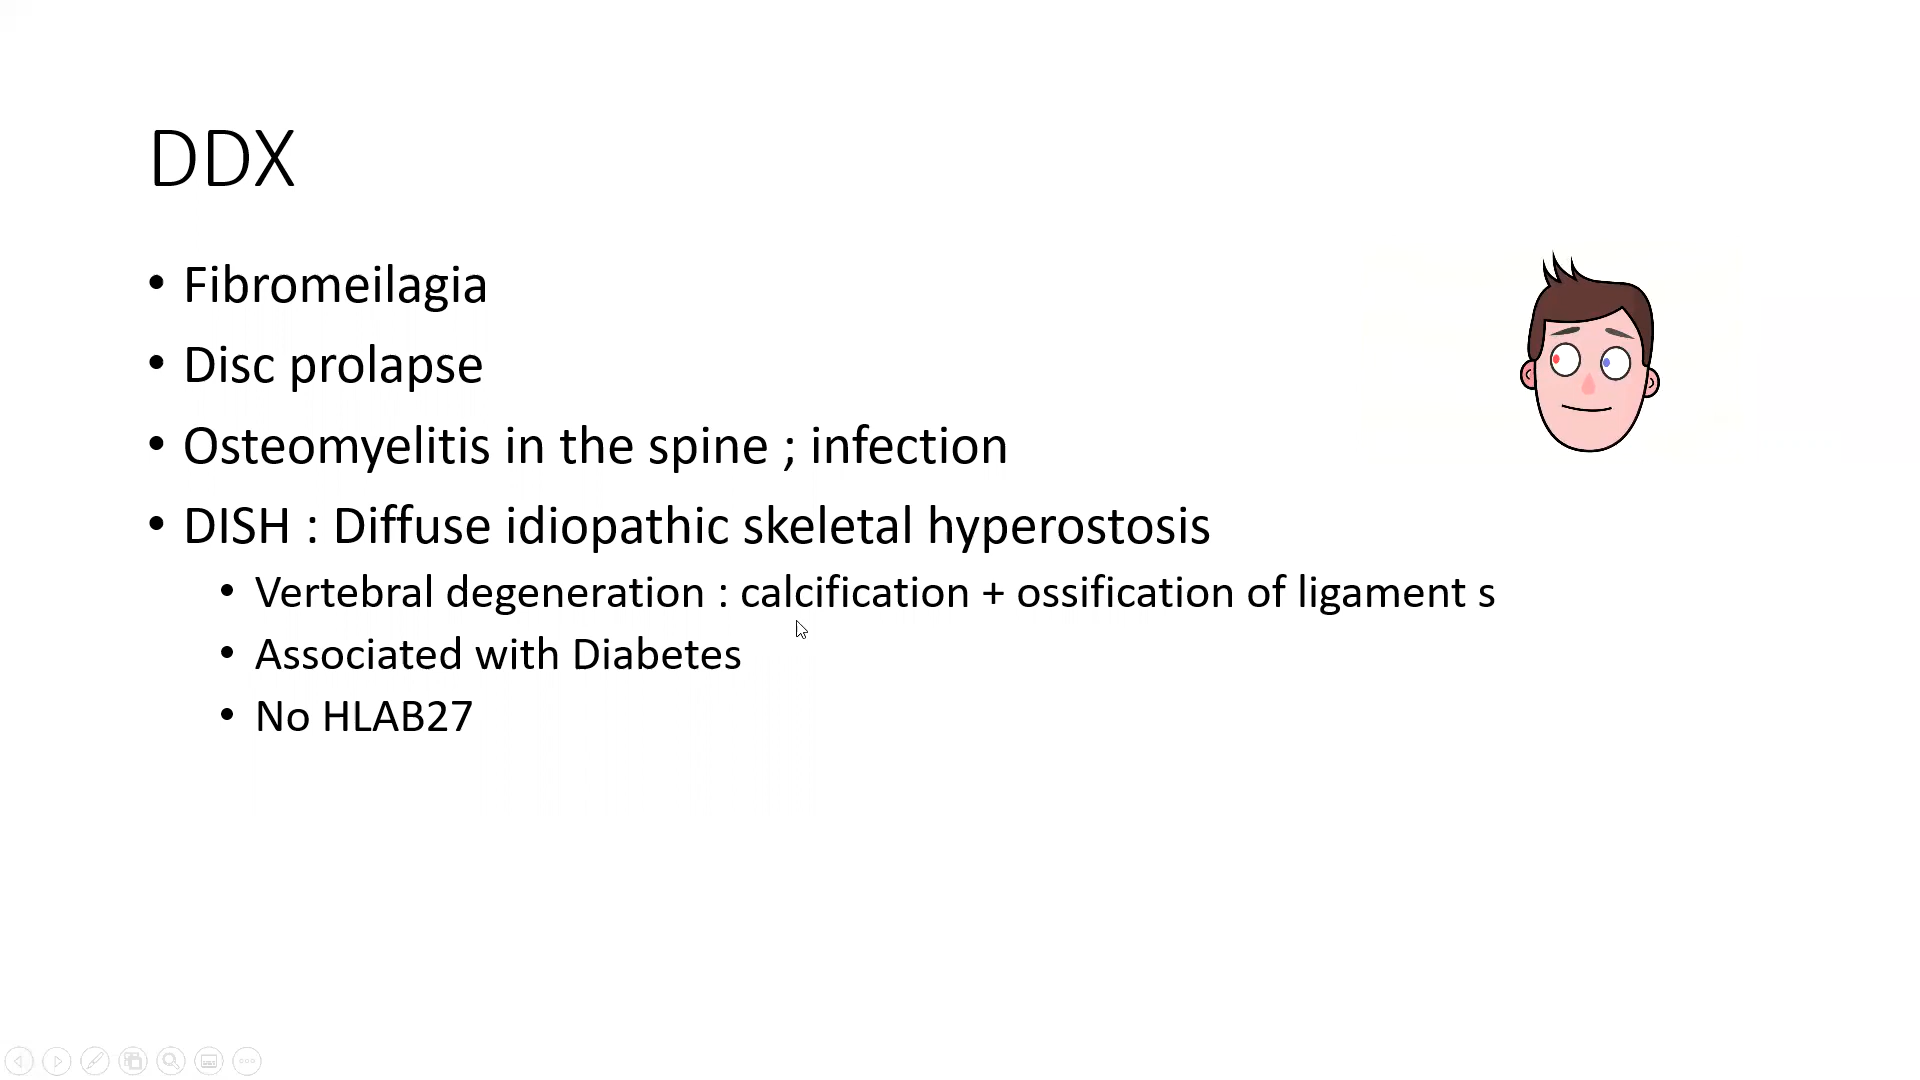 DDX
• Fibromeilagia
• Disc prolapse
• Osteomyelitis in the spine ; infection
• DISH : Diffuse idiopathic skeletal hyperostosis
• Vertebral degeneration : calcification + ossification of ligament s
• Associated with Diabetes
• No HLAB27